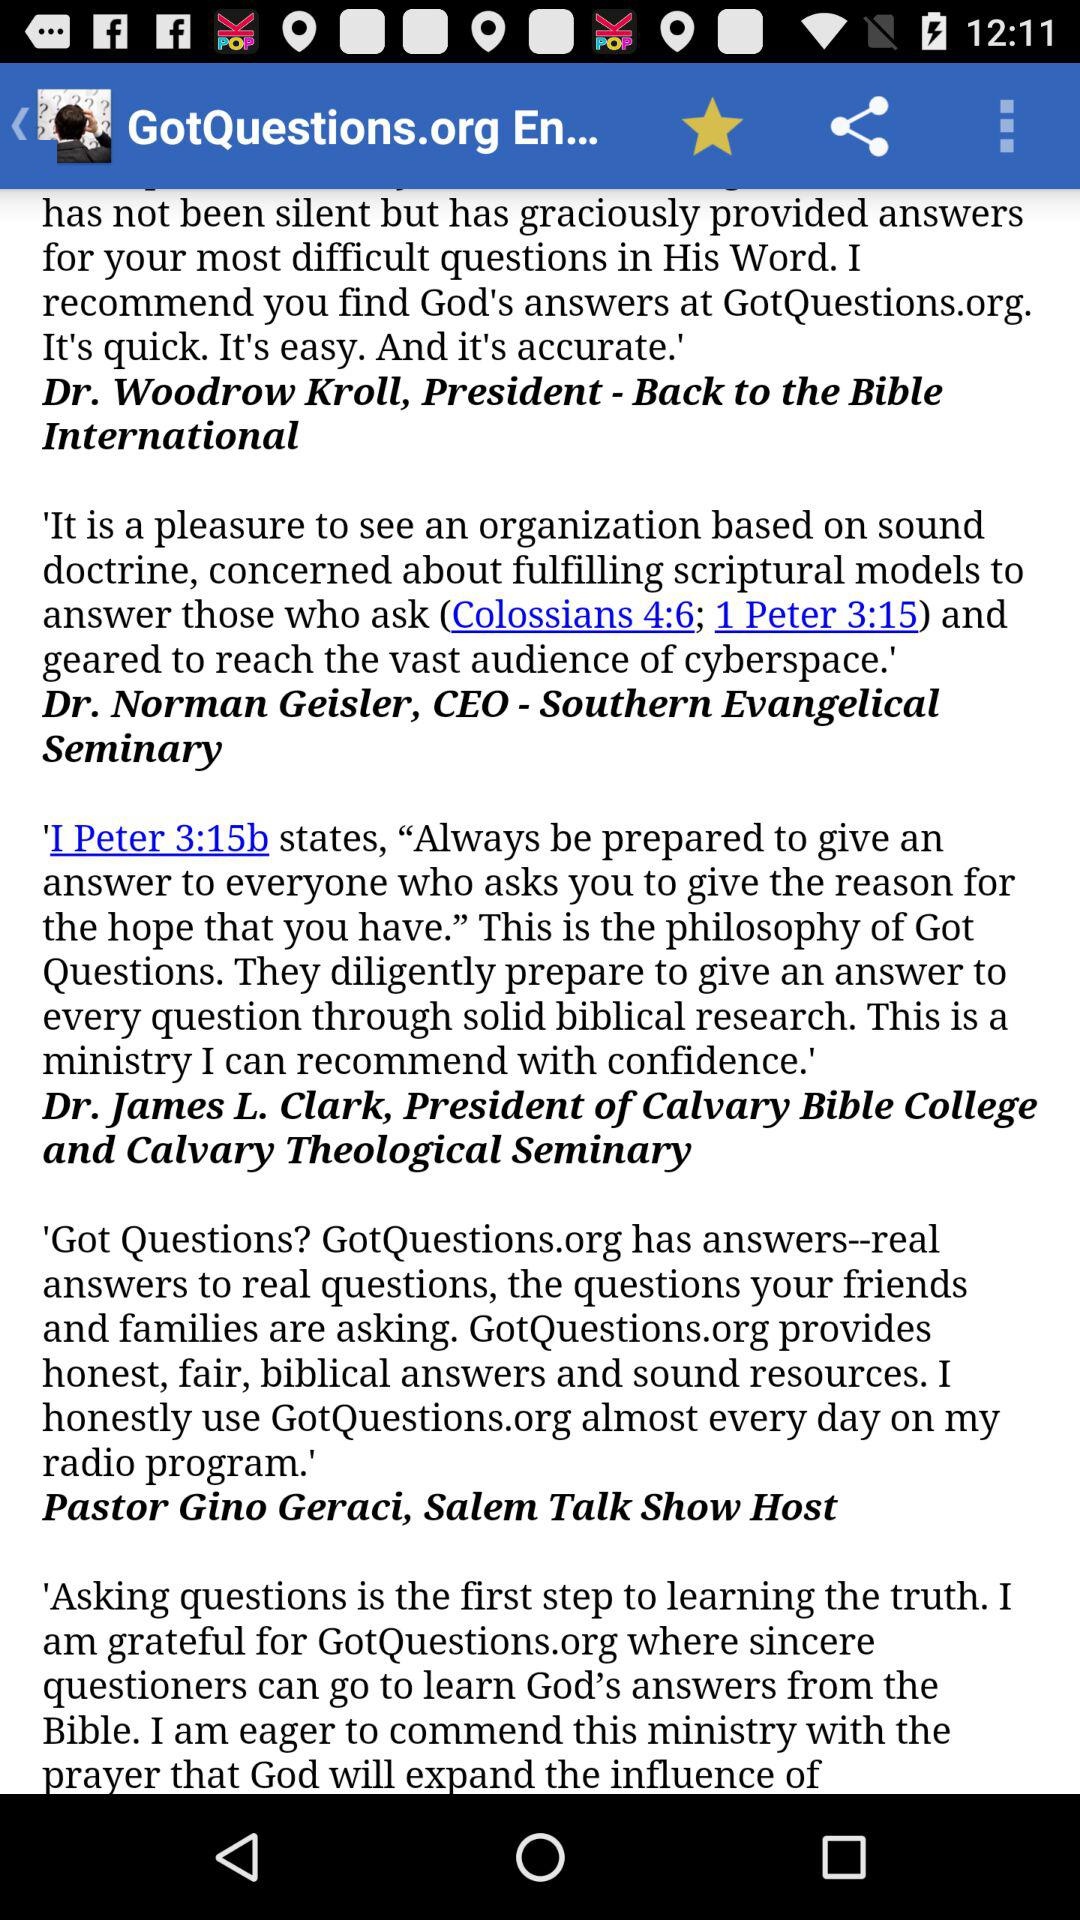 12:11
GotQuestions.org En...
has not been silent but has graciously provided answers
for your most difficult questions in His Word. I
recommend you find God's answers at GotQuestions.org.
It's quick. It's easy. And it's accurate.'
Dr. Woodrow Kroll, President - Back to the Bible
International
'It is a pleasure to see an organization based on sound
doctrine, concerned about fulfilling scriptural models to
answer those who ask (Colossians 4:6; 1 Peter 3:15) and
geared to reach the vast audience of cyberspace.'
Dr. Norman Geisler, CEO - Southern Evangelical
Seminary
'I Peter 3:15b states, “Always be prepared to give an
answer to everyone who asks you to give the reason for
the hope that you have.” This is the philosophy of Got
Questions. They diligently prepare to give an answer to
every question through solid biblical research. This is a
ministry I can recommend with confidence.'
Dr. James L. Clark, President of Calvary Bible College
and Calvary Theological Seminary
'Got Questions? GotQuestions.org has answers--real
answers to real questions, the questions your friends
and families are asking. GotQuestions.org provides
honest, fair, biblical answers and sound resources. I
honestly use GotQuestions.org almost every day on my
radio program.'
Pastor Gino Geraci, Salem Talk Show Host
'Asking questions is the first step to learning the truth. I
am grateful for GotQuestions.org where sincere
questioners can go to learn God’s answers from the
Bible. I am eager to commend this ministry with the
prayer that God will expand the influence of